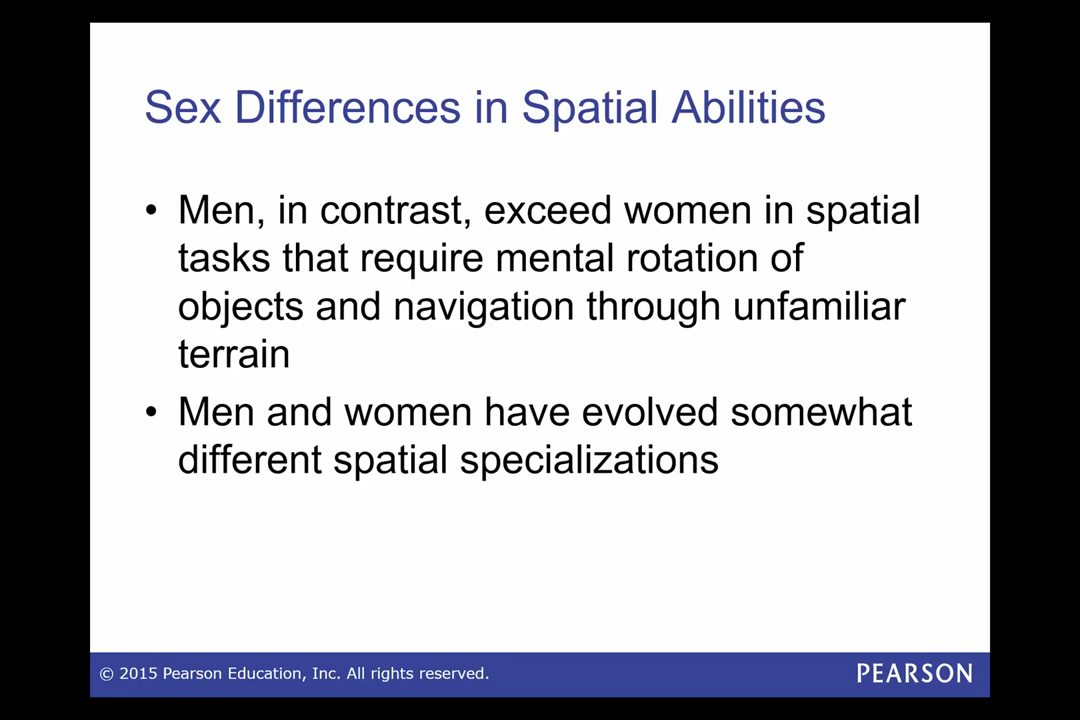 Sex Differences in Spatial Abilities
• Men, in contrast, exceed women in spatial
tasks that require mental rotation of
objects and navigation through unfamiliar
terrain
• Men and women have evolved somewhat
different spatial specializations
© 2015 Pearson Education, Inc. All rights reserved.
PEARSON